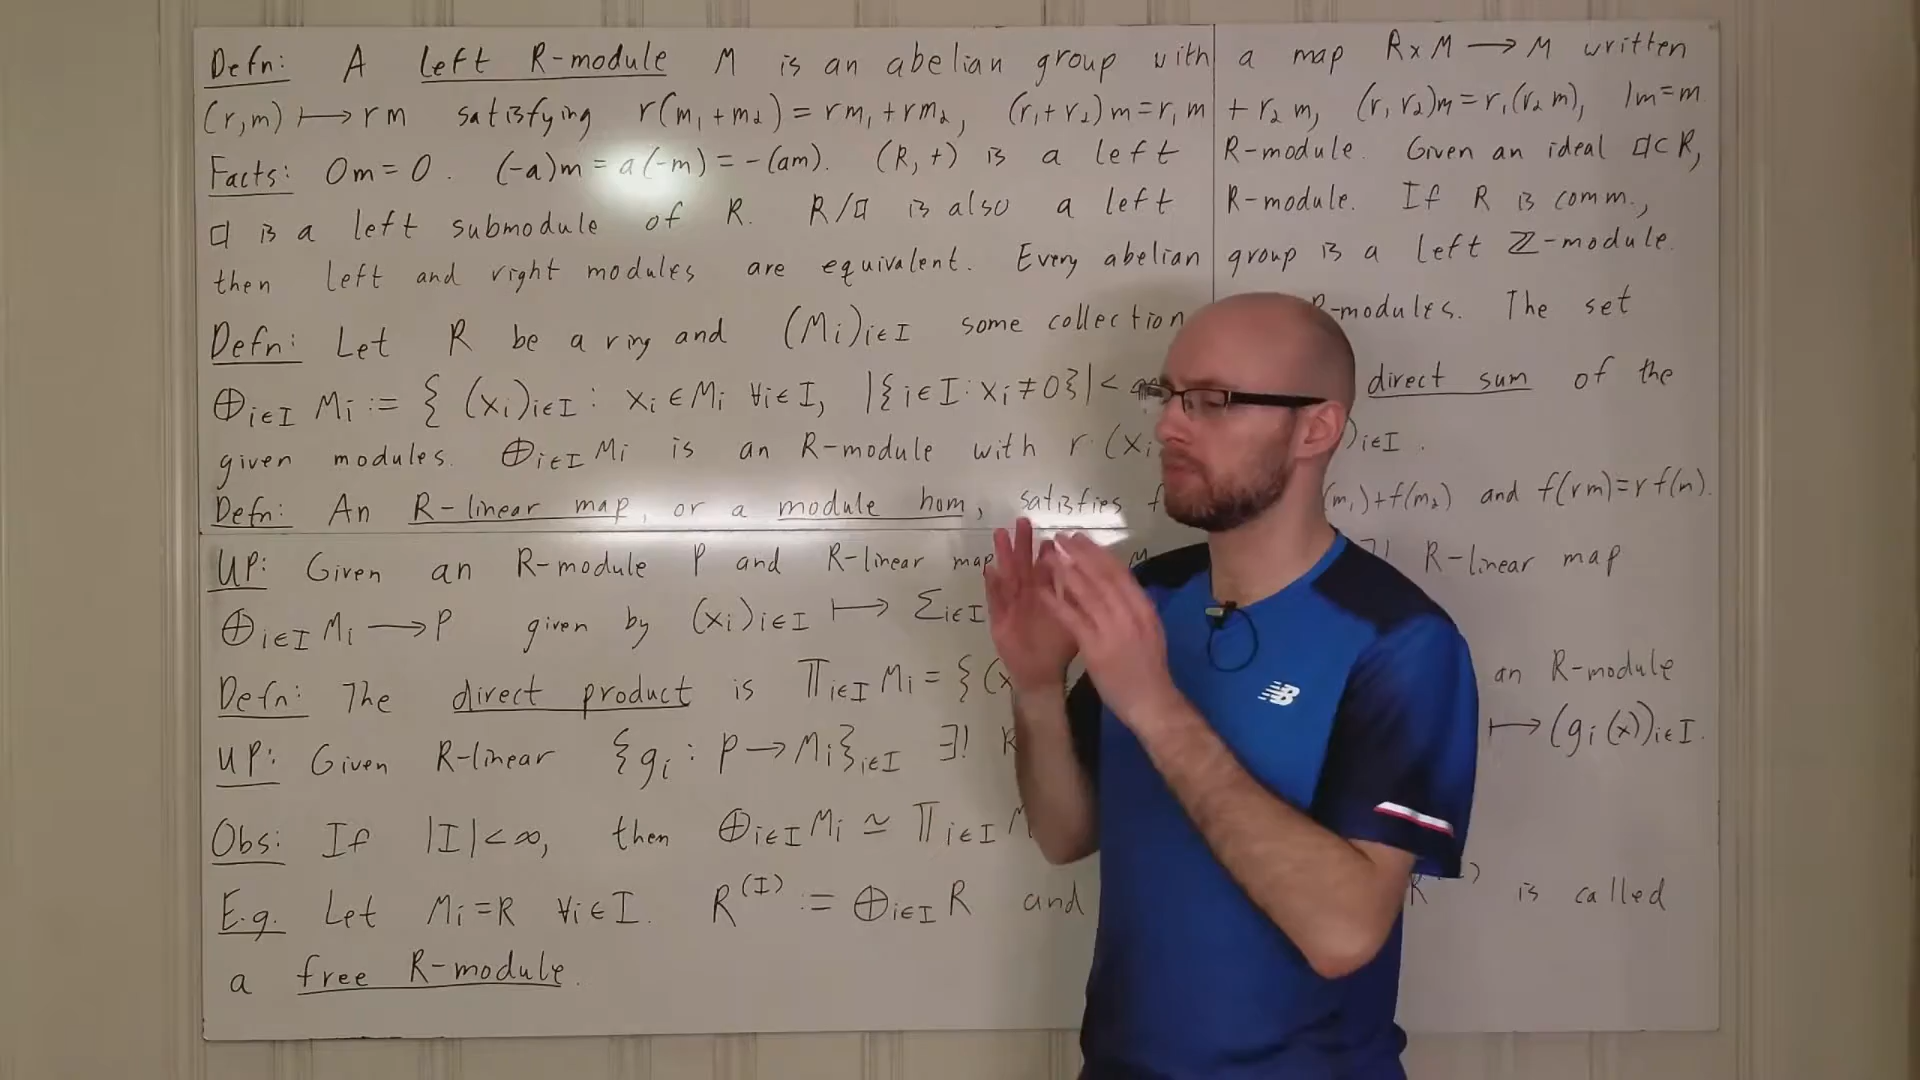 Defn: A left R-module M is an abelian group with a map R×M ⟶ M written
(r,m) ⟼ rm satisfying r(m₁+m₂)=rm₁+rm₂, (r₁+r₂)m=r₁m + r₂m, (r₁r₂)m=r₁(r₂m), 1m=m
Facts: 0m=0. (-a)m=a(-m)=-(am). (R,+) is a left R-module. Given an ideal 𝔞⊂R,
𝔞 is a left submodule of R. R/𝔞 is also a left R-module. If R is comm.,
then left and right modules are equivalent. Every abelian group is a left ℤ-module.
Defn: Let R be a ring and (Mᵢ)ᵢ∈I some collection R-modules. The set
⊕ᵢ∈I Mᵢ := { (xᵢ)ᵢ∈I : xᵢ∈Mᵢ ∀i∈I, |{i∈I: xᵢ≠0}| < direct sum of the
given modules. ⊕ᵢ∈I Mᵢ is an R-module with r·(xᵢ )ᵢ∈I.
Defn: An R-linear map, or a module hom, satisfies f (m₁)+f(m₂) and f(rm)=rf(m).
UP: Given an R-module P and R-linear map ∃! R-linear map
⊕ᵢ∈I Mᵢ ⟶ P given by (xᵢ)ᵢ∈I ⟼ Σᵢ∈I
Defn: The direct product is ∏ᵢ∈I Mᵢ = {(x an R-module
UP: Given R-linear {gᵢ: P→Mᵢ}ᵢ∈I ∃! R ⟼ (gᵢ(x))ᵢ∈I.
Obs: If |I|<∞, then ⊕ᵢ∈I Mᵢ ≃ ∏ᵢ∈I M
E.g. Let Mᵢ=R ∀i∈I. R^(I) := ⊕ᵢ∈I R and is called
a free R-module.
NB